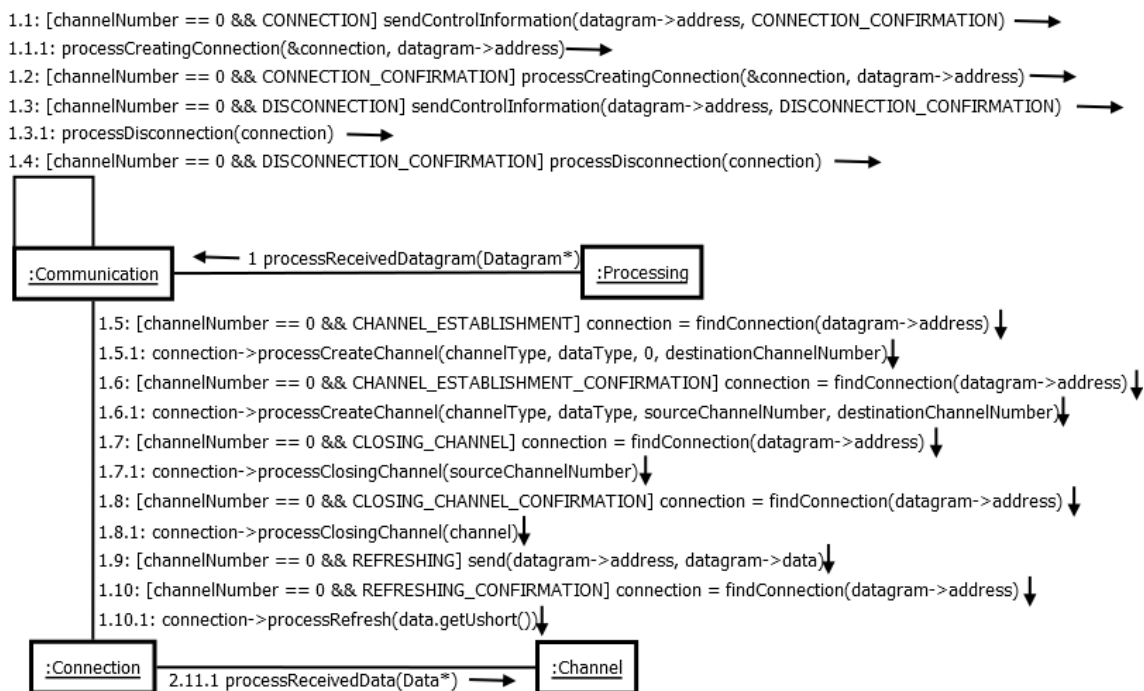 1.1: [channelNumber == 0 && CONNECTION] sendControlInformation(datagram->address, CONNECTION_CONFIRMATION)
1.1.1: processCreatingConnection(&connection, datagram->address)
1.2: [channelNumber == 0 && CONNECTION_CONFIRMATION] processCreatingConnection(&connection, datagram->address)
1.3: [channelNumber == 0 && DISCONNECTION] sendControlInformation(datagram->address, DISCONNECTION_CONFIRMATION)
1.3.1: processDisconnection(connection)
1.4: [channelNumber == 0 && DISCONNECTION_CONFIRMATION] processDisconnection(connection)
:Communication
1 processReceivedDatagram(Datagram*)
:Processing
1.5: [channelNumber == 0 && CHANNEL_ESTABLISHMENT] connection = findConnection(datagram->address)
1.5.1: connection->processCreateChannel(channelType, dataType, 0, destinationChannelNumber)
1.6: [channelNumber == 0 && CHANNEL_ESTABLISHMENT_CONFIRMATION] connection = findConnection(datagram->address)
1.6.1: connection->processCreateChannel(channelType, dataType, sourceChannelNumber, destinationChannelNumber)
1.7: [channelNumber == 0 && CLOSING_CHANNEL] connection = findConnection(datagram->address)
1.7.1: connection->processClosingChannel(sourceChannelNumber)
1.8: [channelNumber == 0 && CLOSING_CHANNEL_CONFIRMATION] connection = findConnection(datagram->address)
1.8.1: connection->processClosingChannel(channel)
1.9: [channelNumber == 0 && REFRESHING] send(datagram->address, datagram->data)
1.10: [channelNumber == 0 && REFRESHING_CONFIRMATION] connection = findConnection(datagram->address)
1.10.1: connection->processRefresh(data.getUshort())
:Connection
2.11.1 processReceivedData(Data*)
:Channel